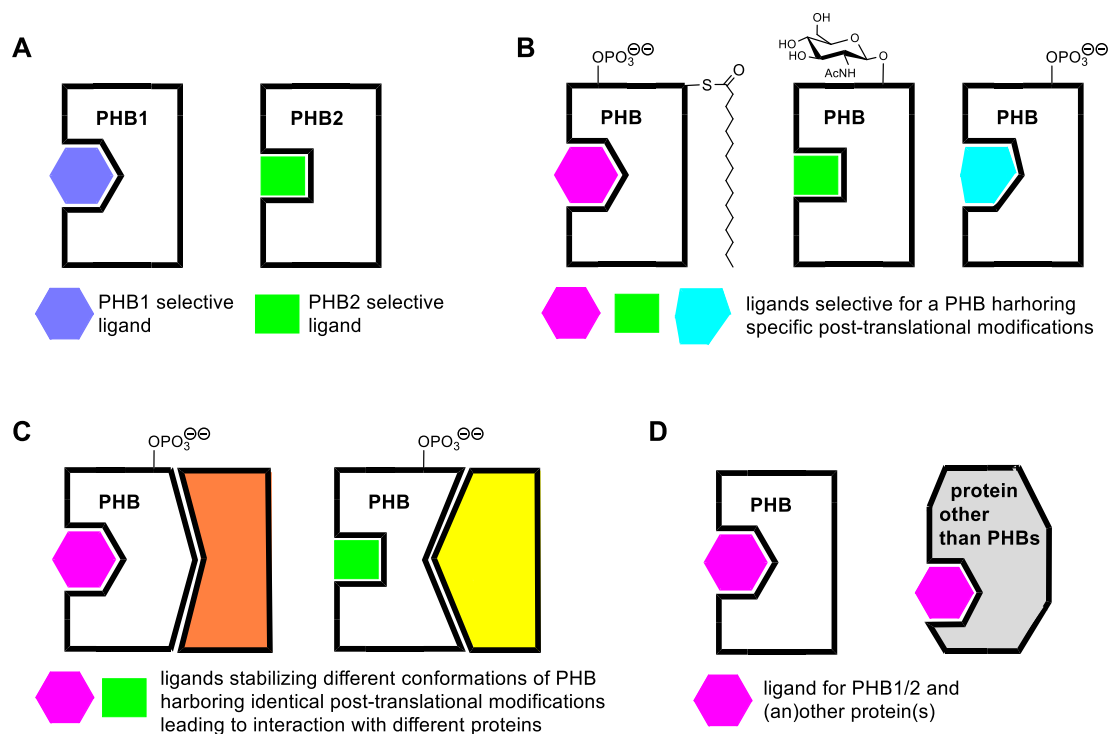 A
PHB1
PHB2
PHB1 selective
ligand
PHB2 selective
ligand
B
OPO3⊖⊖
PHB
S
O
OH
HO
HO
O
AcNH
O
PHB
OPO3⊖⊖
PHB
ligands selective for a PHB harhoring
specific post-translational modifications
C
OPO3⊖⊖
PHB
OPO3⊖⊖
PHB
ligands stabilizing different conformations of PHB
harboring identical post-translational modifications
leading to interaction with different proteins
D
PHB
protein
other
than PHBs
ligand for PHB1/2 and
(an)other protein(s)